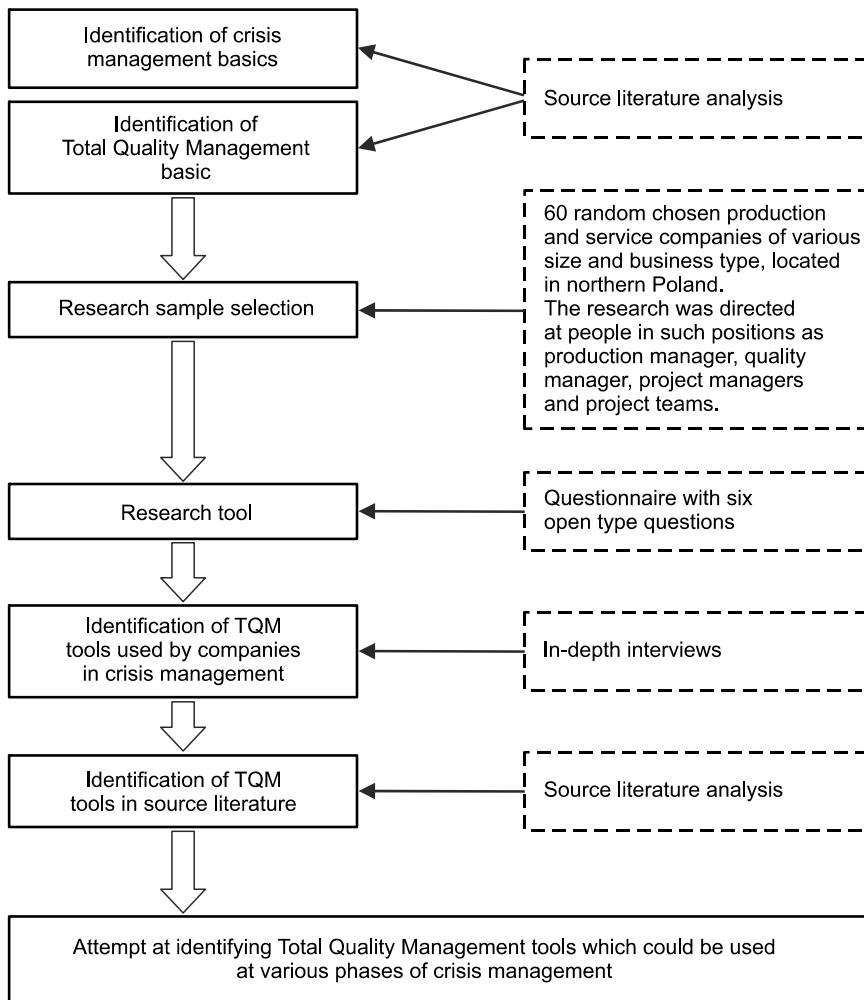 Identification of crisis
management basics
Source literature analysis
Identification of
Total Quality Management
basic
60 random chosen production
and service companies of various
size and business type, located
in northern Poland.
The research was directed
at people in such positions as
production manager, quality
manager, project managers
and project teams.
Research sample selection
Questionnaire with six
open type questions
Research tool
Identification of TQM
tools used by companies
in crisis management
In-depth interviews
Identification of TQM
tools in source literature
Source literature analysis
Attempt at identifying Total Quality Management tools which could be used
at various phases of crisis management